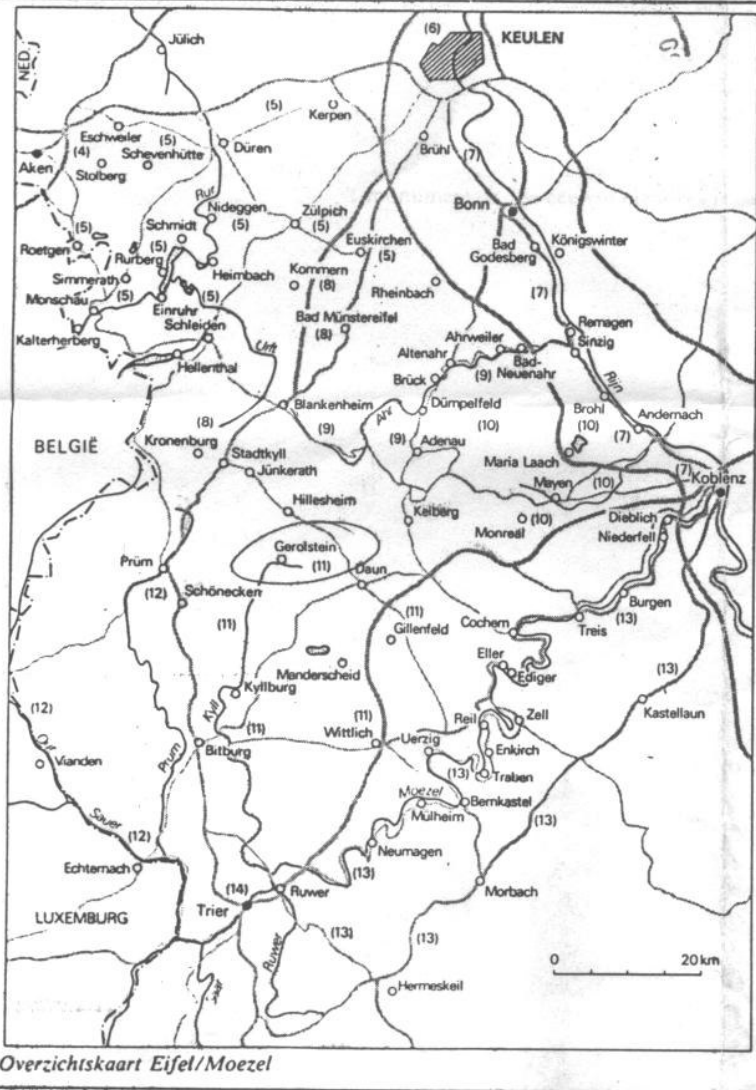 Jülich
(6)
KEULEN
NED.
(5)
Kerpen
Eschweiler
(5)
(4)
Schevenhütte
Düren
Aken
Stolberg
Brühl
(7)
Rur
Nideggen
(5)
Zülpich
(5)
Bonn
Schmidt
(5)
Roetgen
(5)
Rurberg
Euskirchen
(5)
Bad
Godesberg
Königswinter
Simmerath
(5)
Heimbach
Kommern
(8)
Rheinbach
(7)
Monschau
Einruhr
(5)
Schleiden
Bad Münstereifel
(8)
Remagen
Sinzig
Kalterherberg
Urft
Ahrweiler
Altenahr
Bad-
Neuenahr
Hellenthal
(9)
Rijn
Brück
Blankenheim
Ahr
Dümpelfeld
Brohl
(10)
Andernach
(8)
(9)
(10)
(7)
BELGIË
Kronenburg
(9)
Adenau
Stadtkyll
Maria Laach
(7)
Jünkerath
Mayen
(10)
Koblenz
Hillesheim
Kelberg
(10)
Monreal
Dieblich
Niederfell
Gerolstein
(11)
Prüm
Daun
(12)
Schönecken
(11)
Burgen
(13)
(11)
Gillenfeld
Cochem
Treis
Eller
Ediger
Manderscheid
(13)
Kyllburg
Kastellaun
(12)
Kyll
(11)
Reil
Zell
Our
Prüm
(11)
Wittlich
Uerzig
Bitburg
Enkirch
Vianden
(13)
Traben
Moezel
Bernkastel
Sauer
Mülheim
(13)
(12)
Neumagen
Echternach
(13)
(14)
Ruwer
Morbach
Trier
LUXEMBURG
(13)
(13)
Ruwer
0 20 km
Saar
Hermeskeil
Overzichtskaart Eifel/Moezel